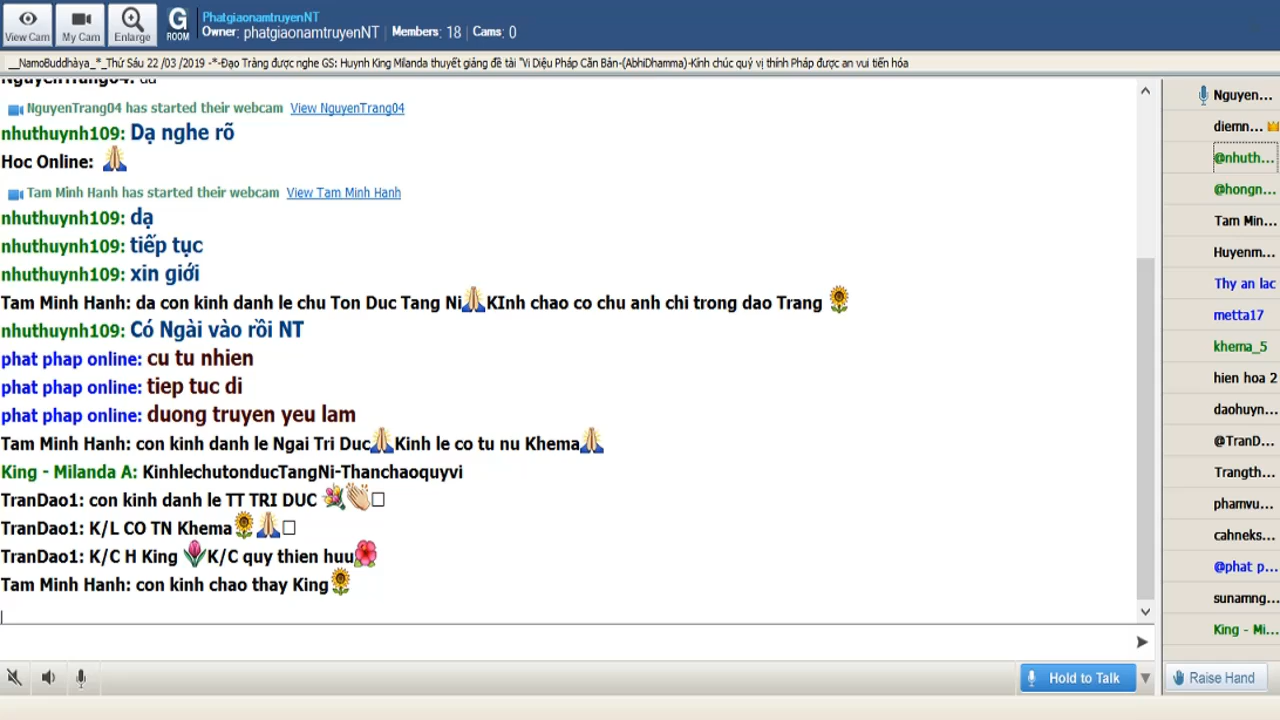 View Cam
My Cam
Enlarge
G
ROOM
PhatgiaonamtruyenNT
Owner: phatgiaonamtruyenNT | Members: 18 | Cams: 0
__NamoBuddhàya_*_Thứ Sáu 22 /03 /2019 -*-Đạo Tràng được nghe GS: Huynh King Milanda thuyết giảng đề tài "Vi Diệu Pháp Căn Bản-(AbhiDhamma)-Kính chúc quý vị thính Pháp được an vui tiến hóa
NguyenTrang04: da
NguyenTrang04 has started their webcam View NguyenTrang04
nhuthuynh109: Dạ nghe rõ
Hoc Online: 🙏
Tam Minh Hanh has started their webcam View Tam Minh Hanh
nhuthuynh109: dạ
nhuthuynh109: tiếp tục
nhuthuynh109: xin giới
Tam Minh Hanh: da con kinh danh le chu Ton Duc Tang Ni🙏KInh chao co chu anh chi trong dao Trang 🌻
nhuthuynh109: Có Ngài vào rồi NT
phat phap online: cu tu nhien
phat phap online: tiep tuc di
phat phap online: duong truyen yeu lam
Tam Minh Hanh: con kinh danh le Ngai Tri Duc🙏Kinh le co tu nu Khema🙏
King - Milanda A: KinhlechutonducTangNi-Thanchaoquyvi
TranDao1: con kinh danh le TT TRI DUC 💐👏□
TranDao1: K/L CO TN Khema🌻🙏□
TranDao1: K/C H King 🌷K/C quy thien huu🌺
Tam Minh Hanh: con kinh chao thay King🌻
Nguyen...
diemn...
@nhuth...
@hongn...
Tam Min...
Huyenm...
Thy an lac
metta17
khema_5
hien hoa 2
daohuyn...
@TranD...
Trangth...
phamvu...
cahneks...
@phat p...
sunamng...
King - Mi...
Hold to Talk
Raise Hand